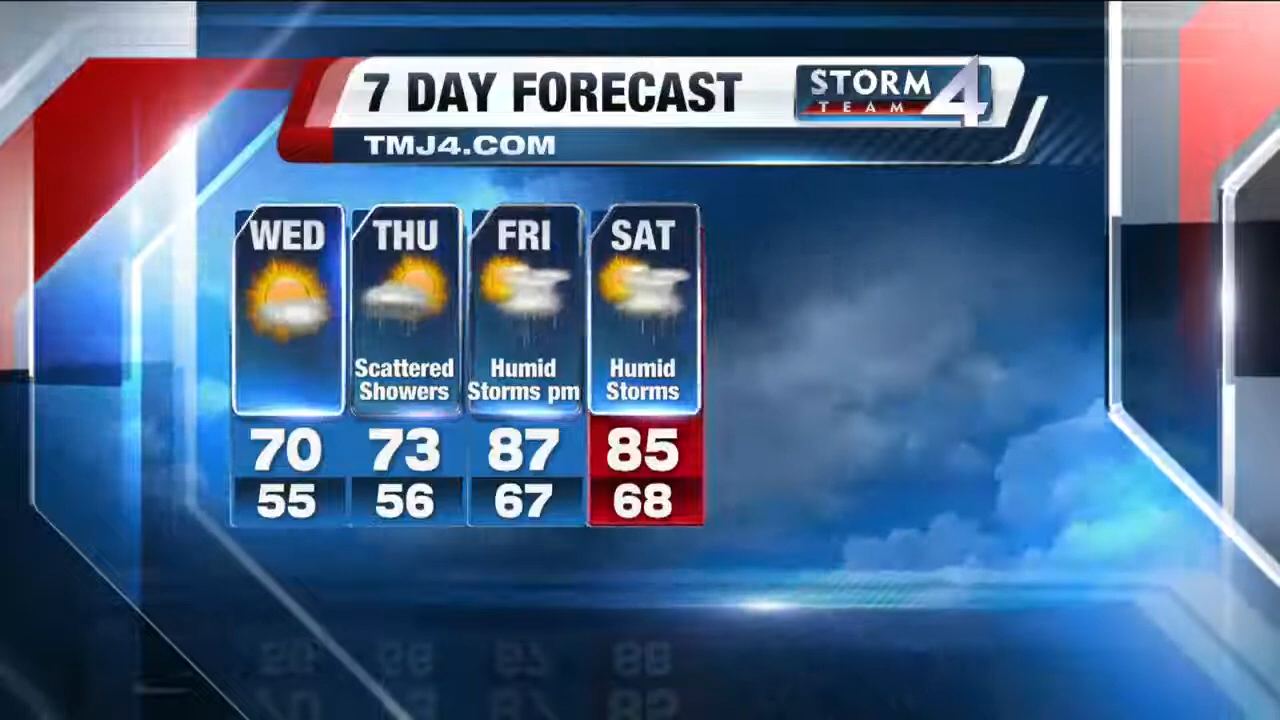 7 DAY FORECAST
STORM
TEAM 4
TMJ4.COM
WED THU FRI SAT
Scattered Showers
Humid Storms pm
Humid Storms
70 73 87 85
55 56 67 68